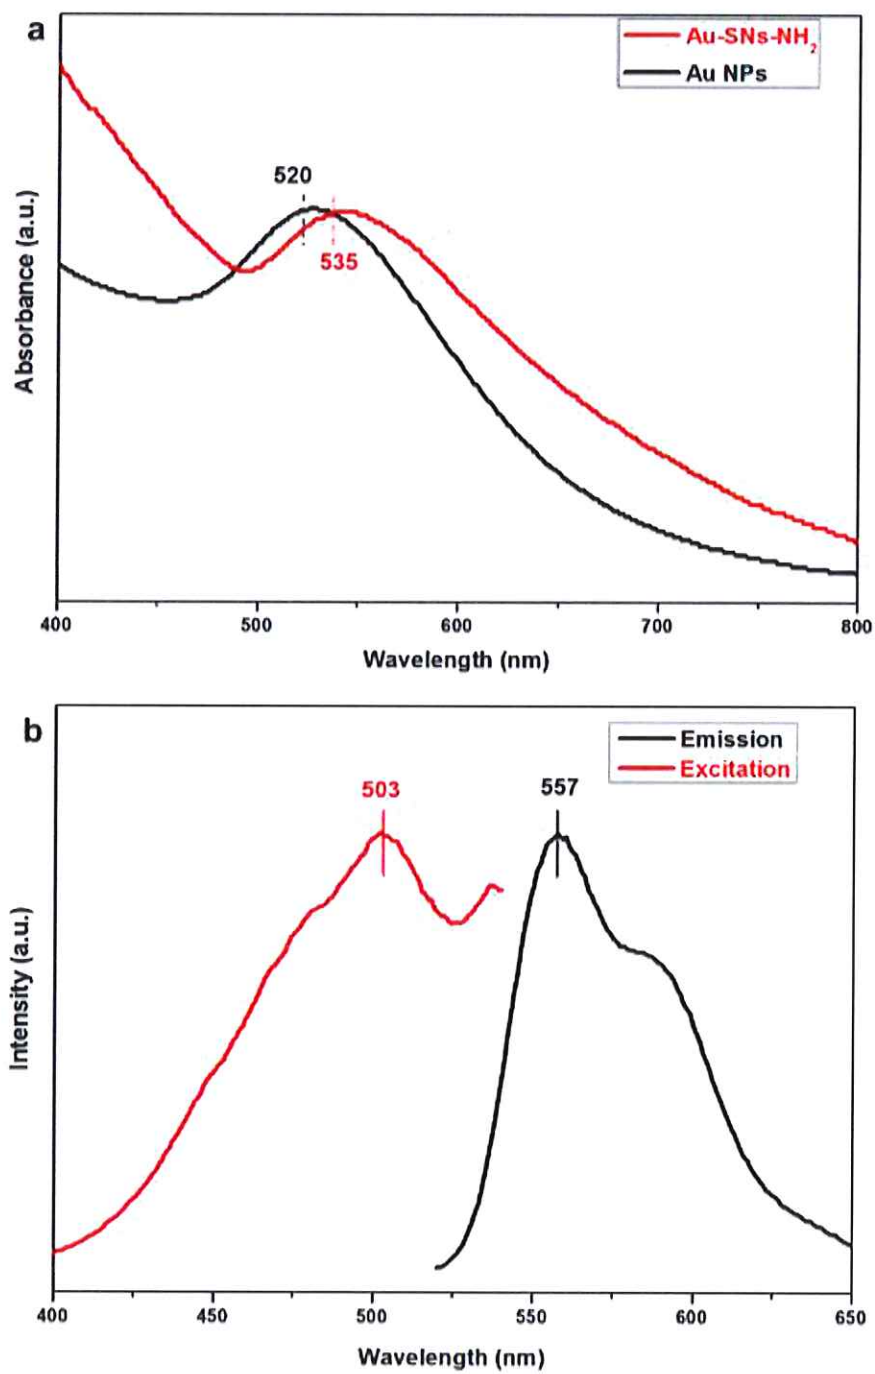 a
Au-SNs-NH₂
Au NPs
520
535
Absorbance (a.u.)
400 500 600 700 800
Wavelength (nm)
b
Emission
Excitation
503 557
Intensity (a.u.)
400 450 500 550 600 650
Wavelength (nm)